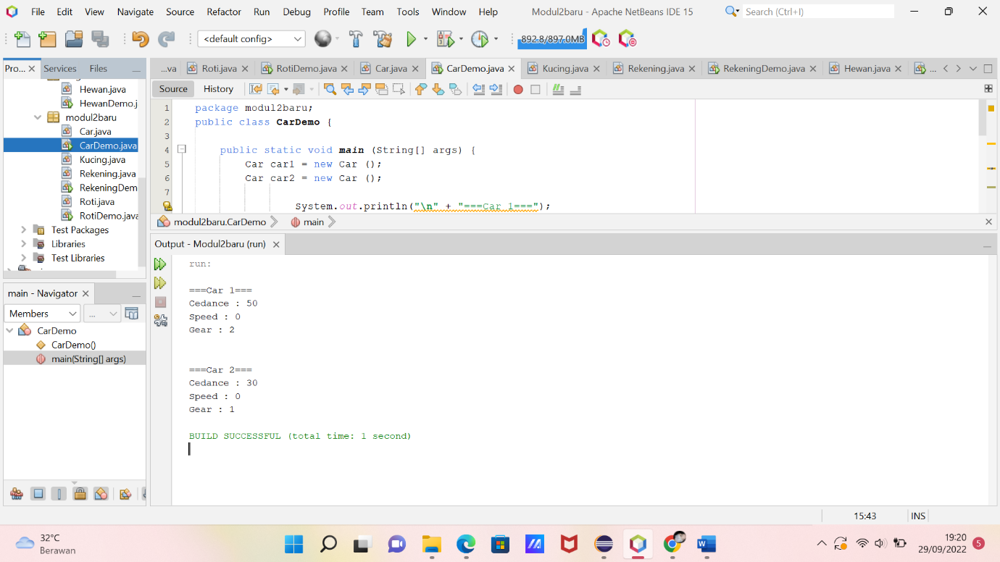 File Edit View Navigate Source Refactor Run Debug Profile Team Tools Window Help Modul2baru - Apache NetBeans IDE 15 Search (Ctrl+I)
<default config> 892.8/897.0MB
Pro... Services Files
...va Roti.java RotiDemo.java Car.java CarDemo.java Kucing.java Rekening.java RekeningDemo.java Hewan.java ...
Source History
Hewan.java
HewanDemo.j
modul2baru
Car.java
CarDemo.java
Kucing.java
Rekening.java
RekeningDem
Roti.java
RotiDemo.java
Test Packages
Libraries
Test Libraries
1 package modul2baru;
2 public class CarDemo {
3
4 public static void main (String[] args) {
5 Car car1 = new Car ();
6 Car car2 = new Car ();
7
System.out.println("\n" + "===Car 1===");
modul2baru.CarDemo main
main - Navigator
Members ...
CarDemo
CarDemo()
main(String[] args)
Output - Modul2baru (run)
run:
===Car 1===
Cedance : 50
Speed : 0
Gear : 2
===Car 2===
Cedance : 30
Speed : 0
Gear : 1
BUILD SUCCESSFUL (total time: 1 second)
15:43 INS
32°C
Berawan
19:20
29/09/2022 5